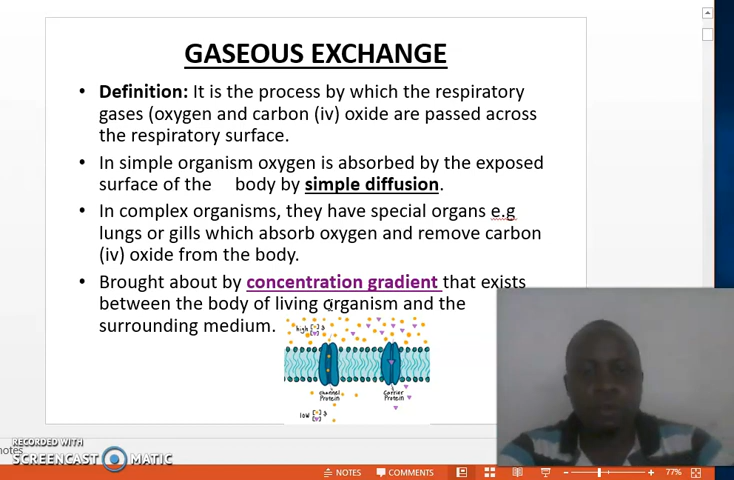 GASEOUS EXCHANGE
• Definition: It is the process by which the respiratory
gases (oxygen and carbon (iv) oxide are passed across
the respiratory surface.
• In simple organism oxygen is absorbed by the exposed
surface of the body by simple diffusion.
• In complex organisms, they have special organs e.g
lungs or gills which absorb oxygen and remove carbon
(iv) oxide from the body.
• Brought about by concentration gradient that exists
between the body of living organism and the
surrounding medium.
high
channel Protein
Carrier Protein
low
RECORDED WITH
SCREENCAST MATIC
notes
NOTES COMMENTS 77%